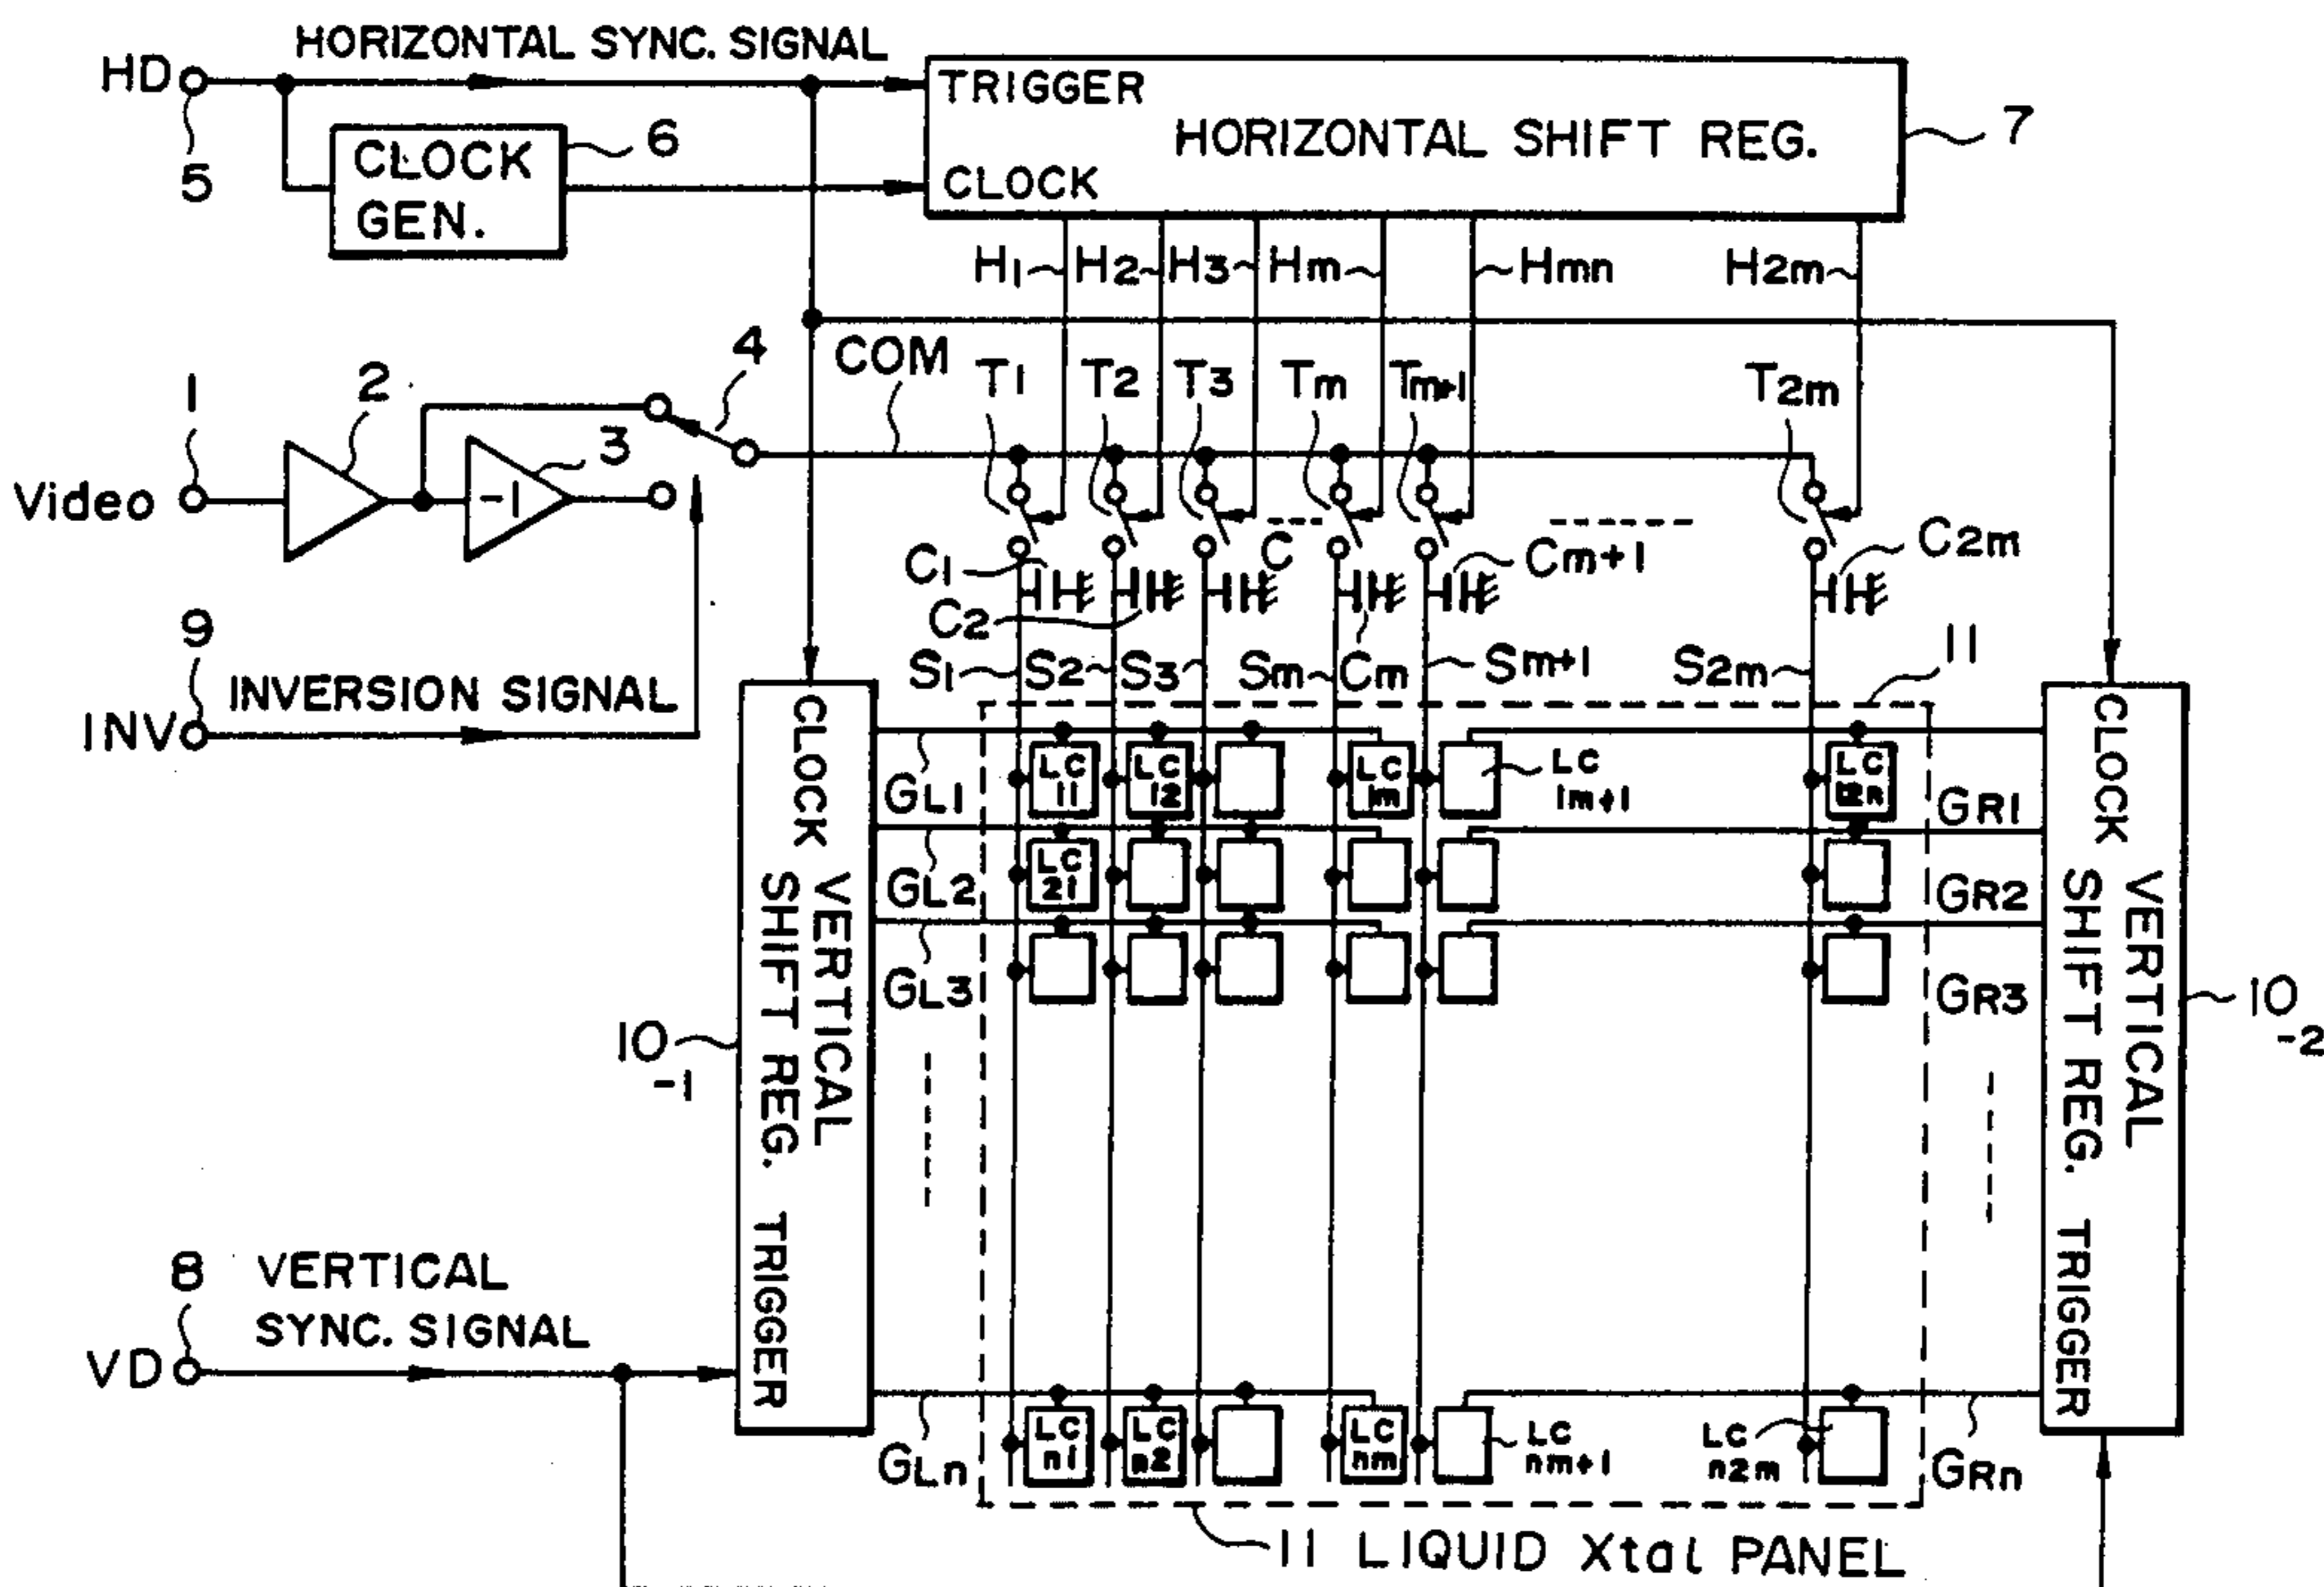 HORIZONTAL SYNC. SIGNAL
HD
5
CLOCK
GEN.
6
TRIGGER
HORIZONTAL SHIFT REG.
CLOCK
7
H1 H2 H3 Hm Hmn H2m
4
COM
T1 T2 T3 Tm Tm+1 T2m
1
2
3
Video
-1
C1
C2
C
Cm
Cm+1
C2m
9
INVERSION SIGNAL
INV
S1 S2 S3 Sm Sm+1 S2m
11
CLOCK
VERTICAL
SHIFT REG.
TRIGGER
10-1
GL1
GL2
GL3
GLn
LC
11
LC
12
LC
1m
LC
1m+1
LC
LC
21
LC
n1
LC
n2
LC
nm
LC
nm+1
LC
n2m
GR1
GR2
GR3
GRn
CLOCK
VERTICAL
SHIFT REG.
TRIGGER
10-2
8
VERTICAL
SYNC. SIGNAL
VD
11 LIQUID Xtal PANEL